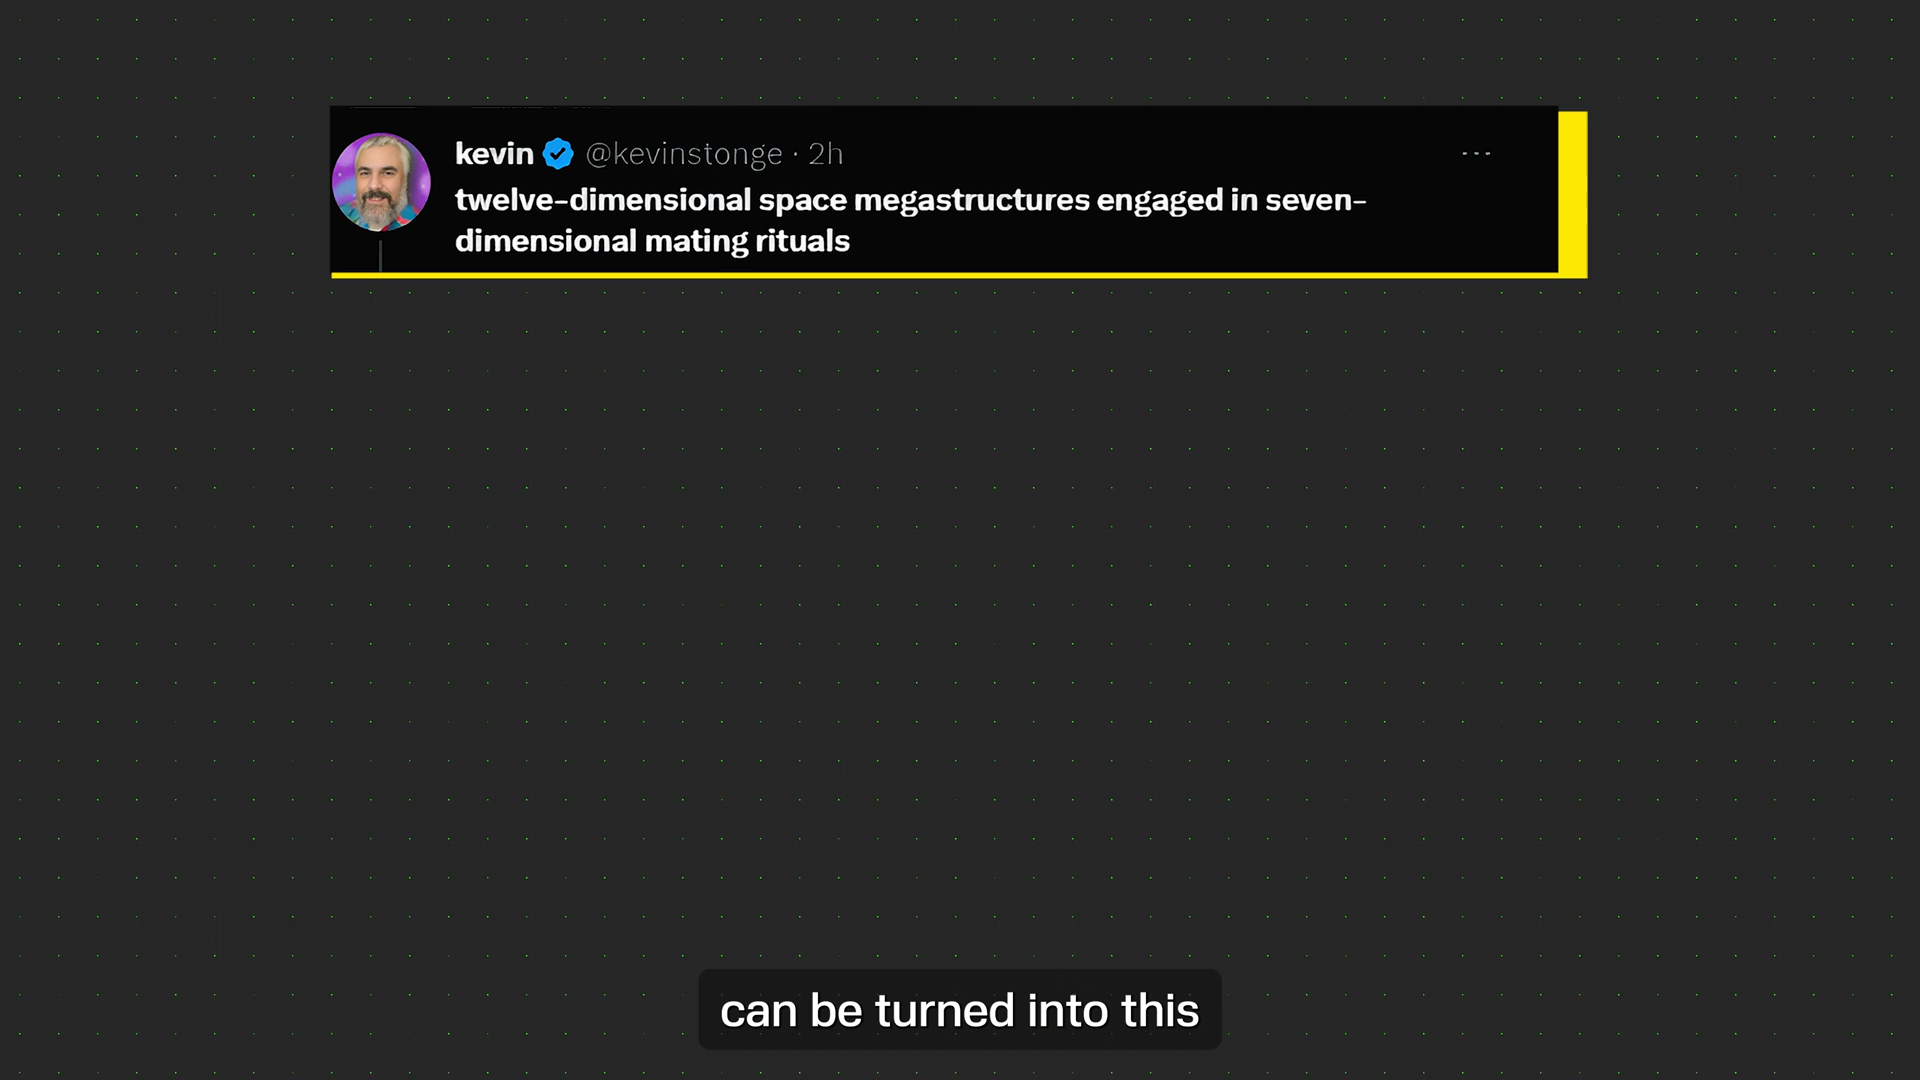 kevin @kevinstonge · 2h
twelve-dimensional space megastructures engaged in seven-
dimensional mating rituals
can be turned into this